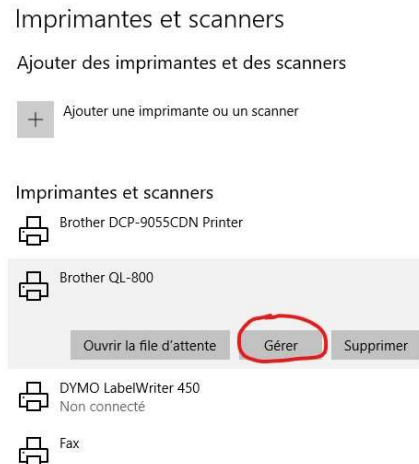 Imprimantes et scanners
Ajouter des imprimantes et des scanners
Ajouter une imprimante ou un scanner
Imprimantes et scanners
Brother DCP-9055CDN Printer
Brother QL-800
Ouvrir la file d'attente Gérer Supprimer
DYMO LabelWriter 450
Non connecté
Fax